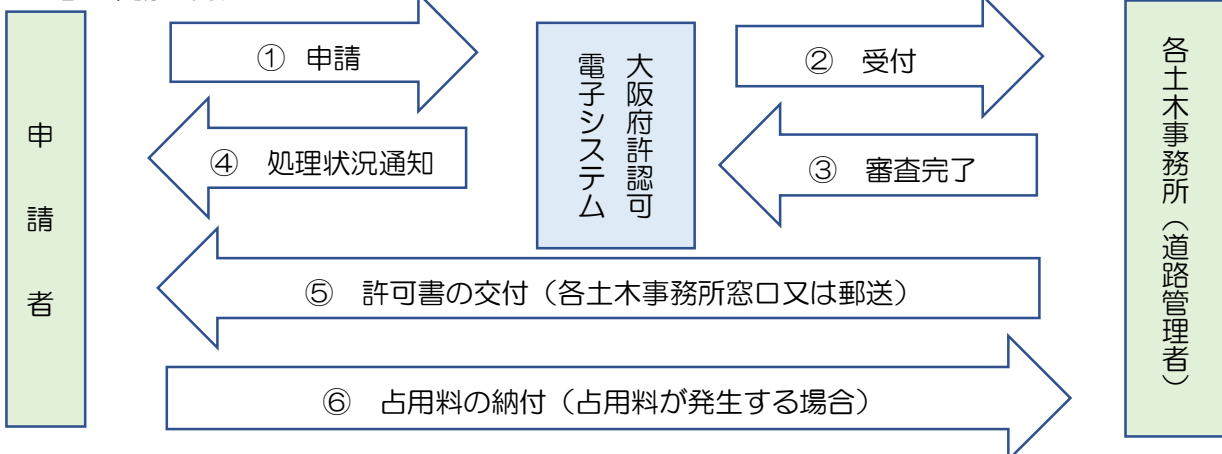 申請者
① 申請
④ 処理状況通知
大阪府許認可
電子システム
② 受付
③ 審査完了
⑤ 許可書の交付（各土木事務所窓口又は郵送）
⑥ 占用料の納付（占用料が発生する場合）
各土木事務所（道路管理者）